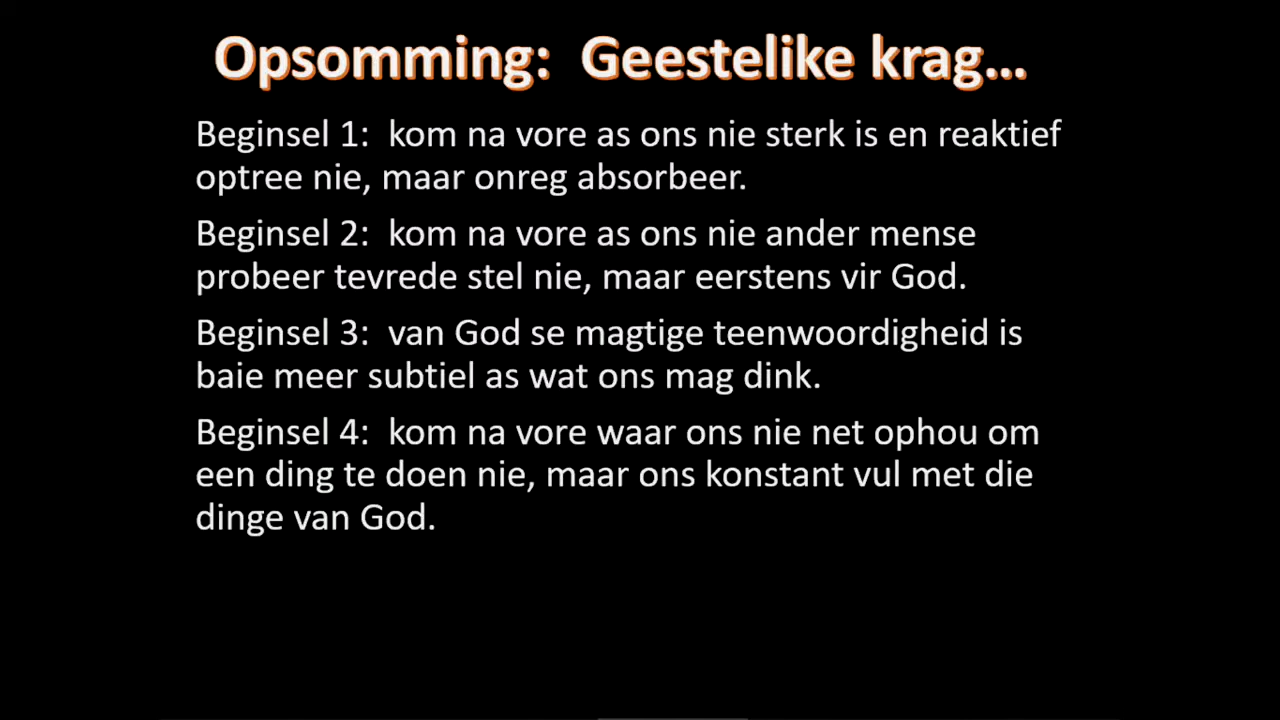 Opsomming:  Geestelike krag...
Beginsel 1:  kom na vore as ons nie sterk is en reaktief
optree nie, maar onreg absorbeer.
Beginsel 2:  kom na vore as ons nie ander mense
probeer tevrede stel nie, maar eerstens vir God.
Beginsel 3:  van God se magtige teenwoordigheid is
baie meer subtiel as wat ons mag dink.
Beginsel 4:  kom na vore waar ons nie net ophou om
een ding te doen nie, maar ons konstant vul met die
dinge van God.